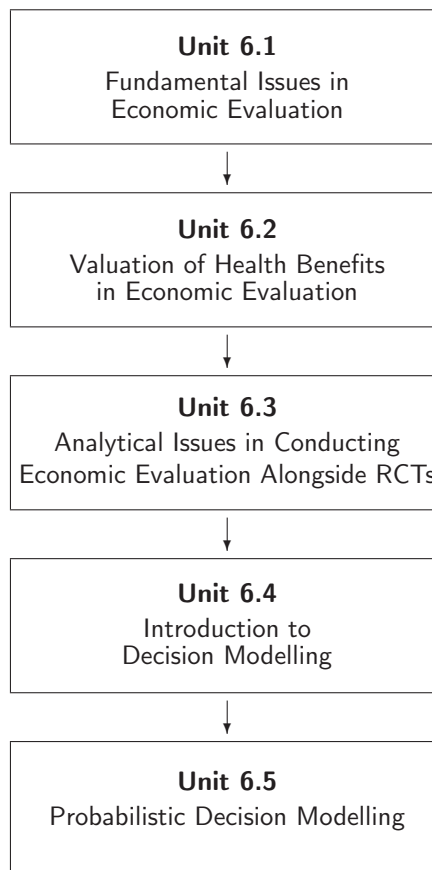 Unit 6.1
Fundamental Issues in
Economic Evaluation
Unit 6.2
Valuation of Health Benefits
in Economic Evaluation
Unit 6.3
Analytical Issues in Conducting
Economic Evaluation Alongside RCTs
Unit 6.4
Introduction to
Decision Modelling
Unit 6.5
Probabilistic Decision Modelling